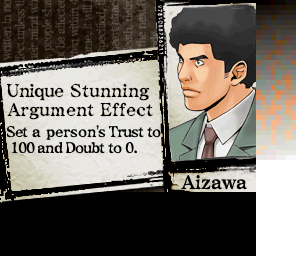 Unique Stunning
Argument Effect
Set a person's Trust to
100 and Doubt to 0.
Aizawa